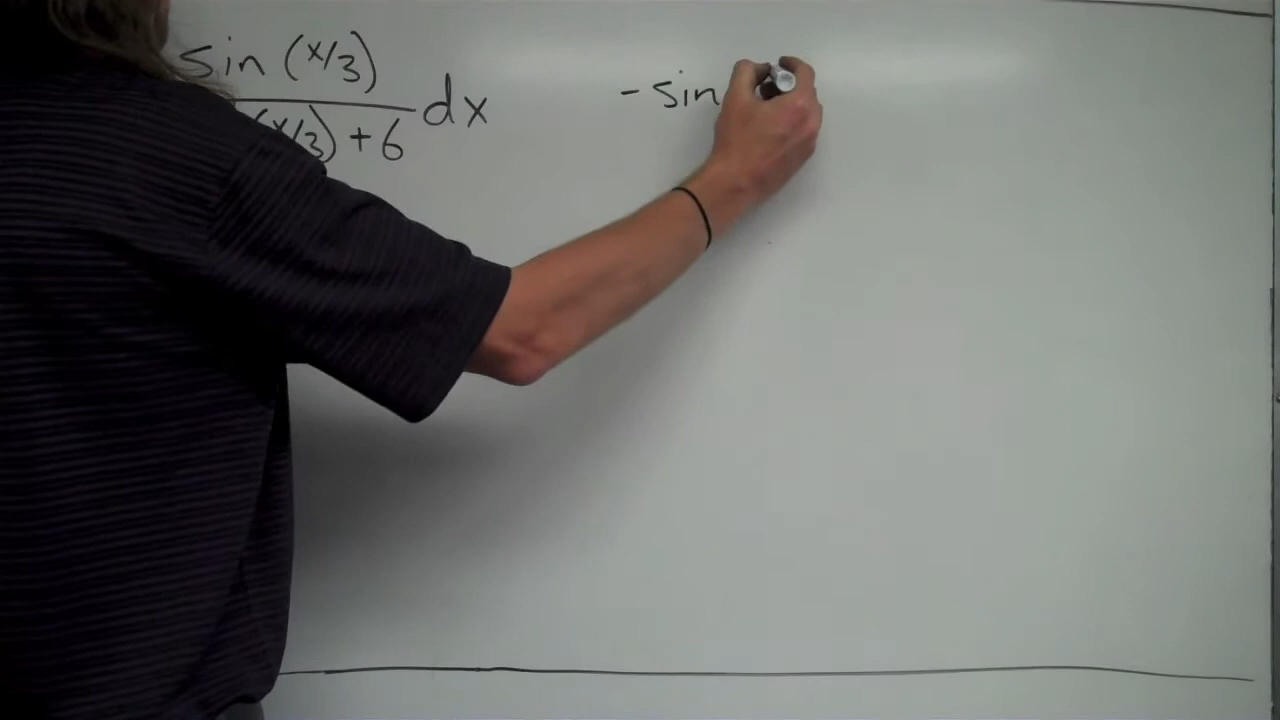 sin (x/3)
(x/3) + 6 dx
- sin